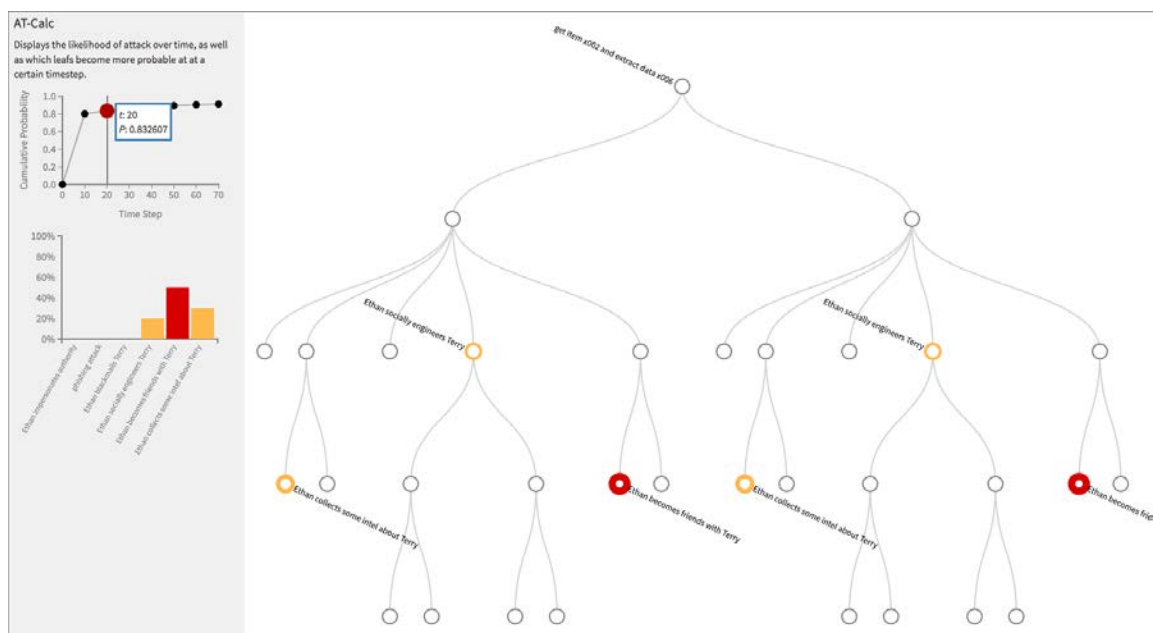 AT-Calc
Displays the likelihood of attack over time, as well
as which leafs become more probable at at a
certain timestep.
Cumulative Probability
1.0
0.8
0.6
0.4
0.2
0.0
t: 20
P: 0.832607
0 10 20 30 40 50 60 70
Time Step
100%
80%
60%
40%
20%
0%
Ethan impersonates authority
phishing attack
Ethan blackmails Terry
Ethan socially engineers Terry
Ethan becomes friends with Terry
Ethan collects some intel about Terry
get item x002 and extract data x006
Ethan socially engineers Terry
Ethan socially engineers Terry
Ethan collects some intel about Terry
Ethan becomes friends with Terry
Ethan collects some intel about Terry
Ethan becomes frie